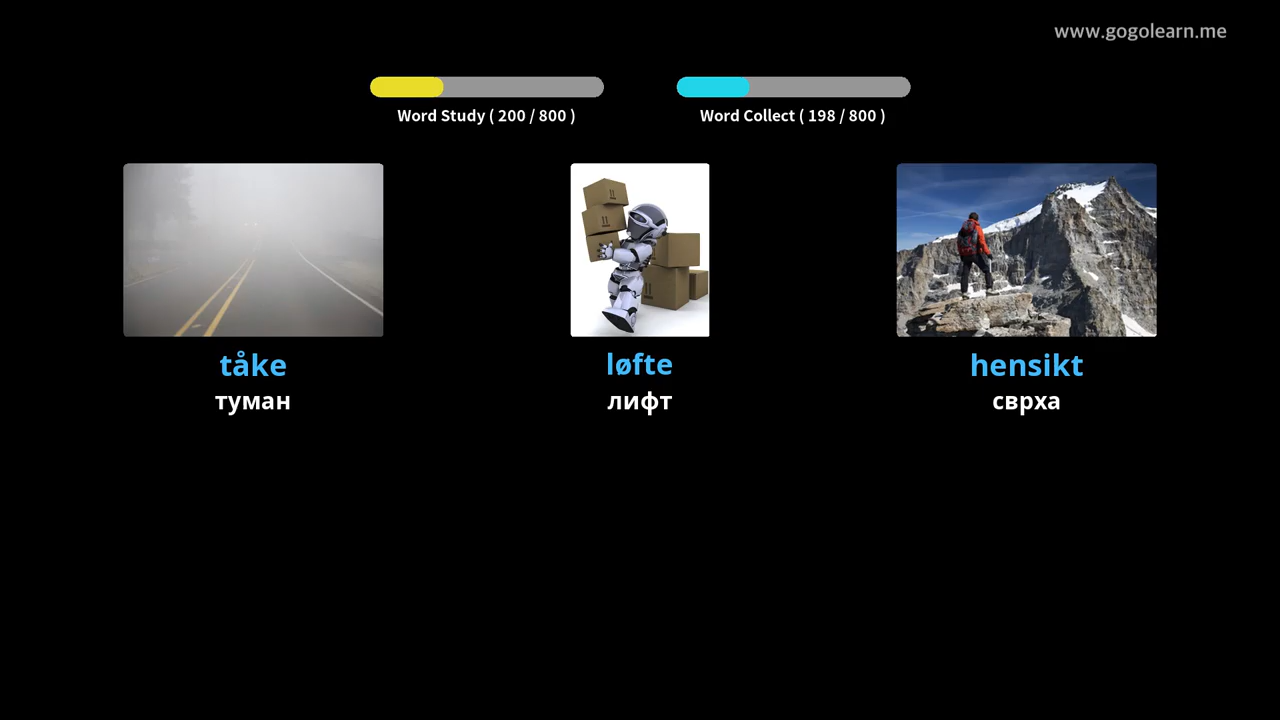 www.gogolearn.me
Word Study ( 200 / 800 )
Word Collect ( 198 / 800 )
tåke
løfte
hensikt
туман
лифт
сврха